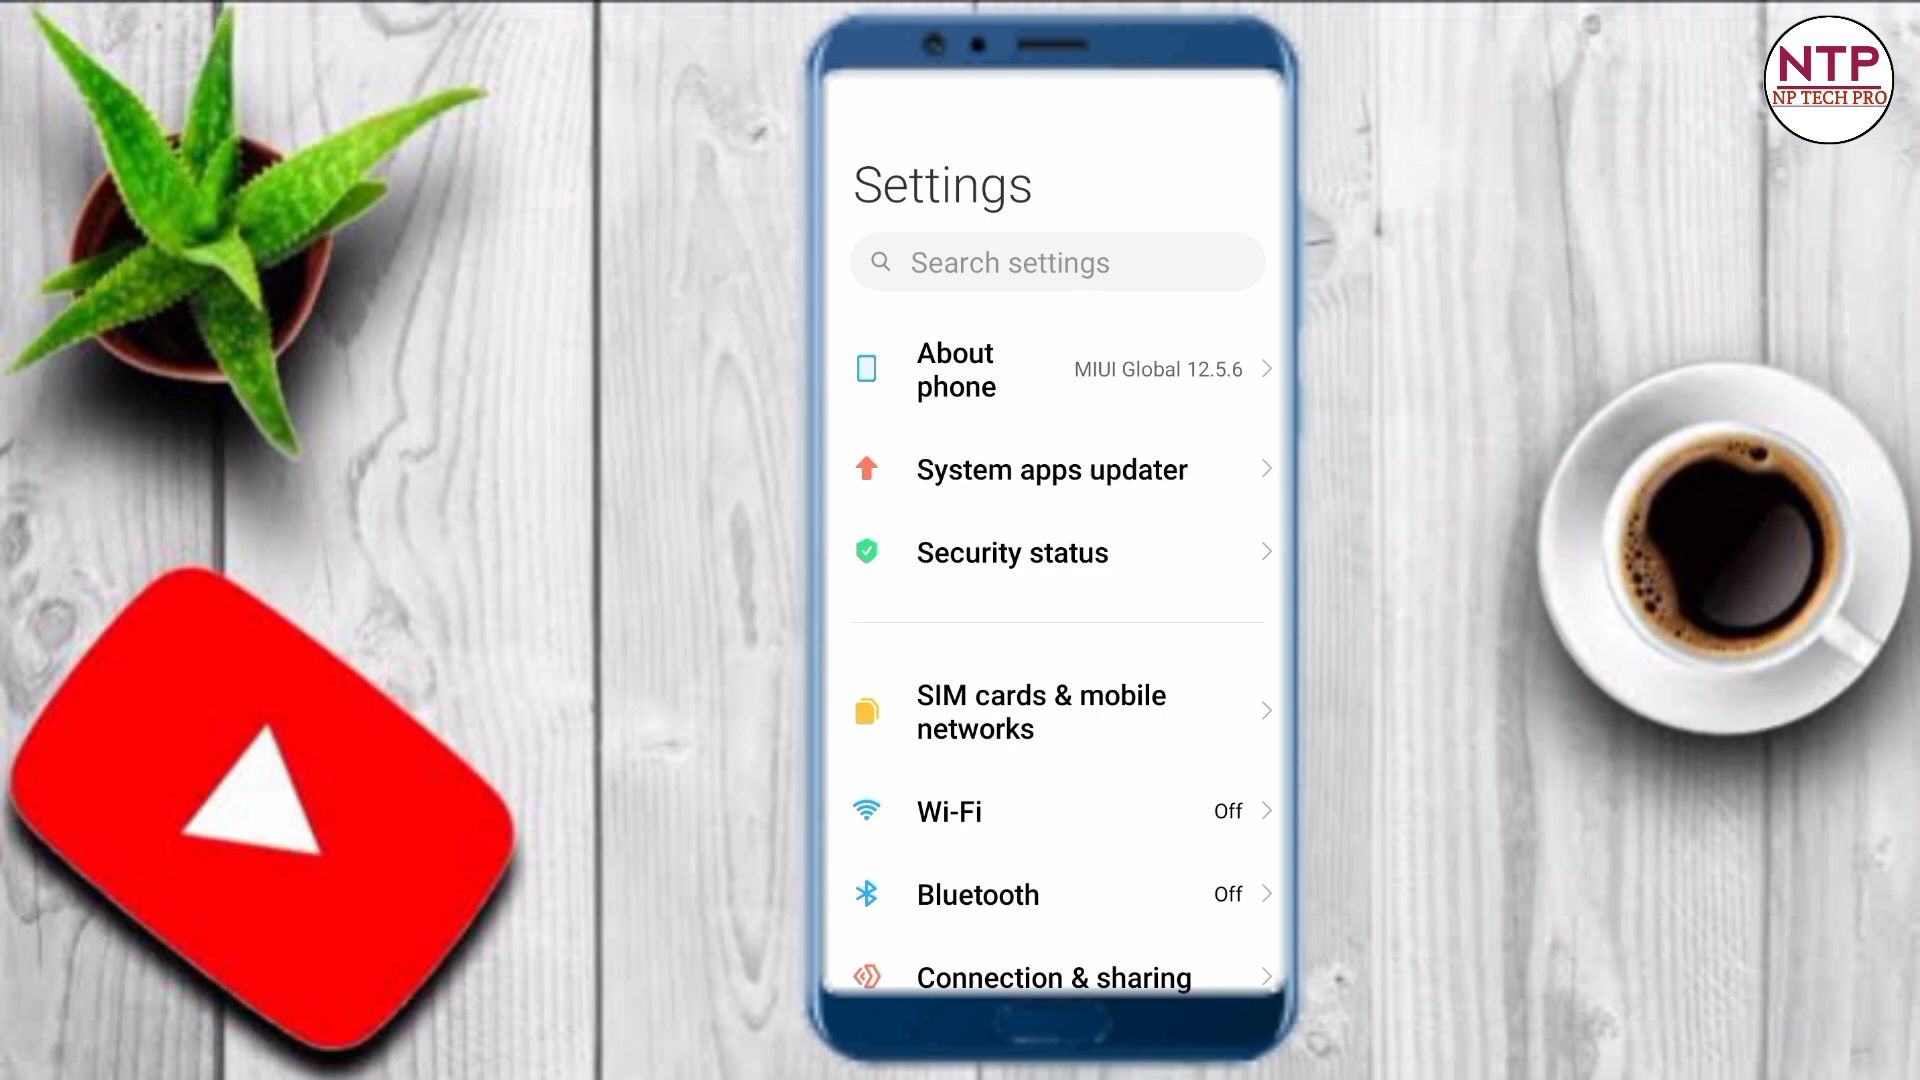 NTP
NP TECH PRO
Settings
Search settings
About
phone
MIUI Global 12.5.6
System apps updater
Security status
SIM cards & mobile
networks
Wi-Fi
Off
Bluetooth
Off
Connection & sharing